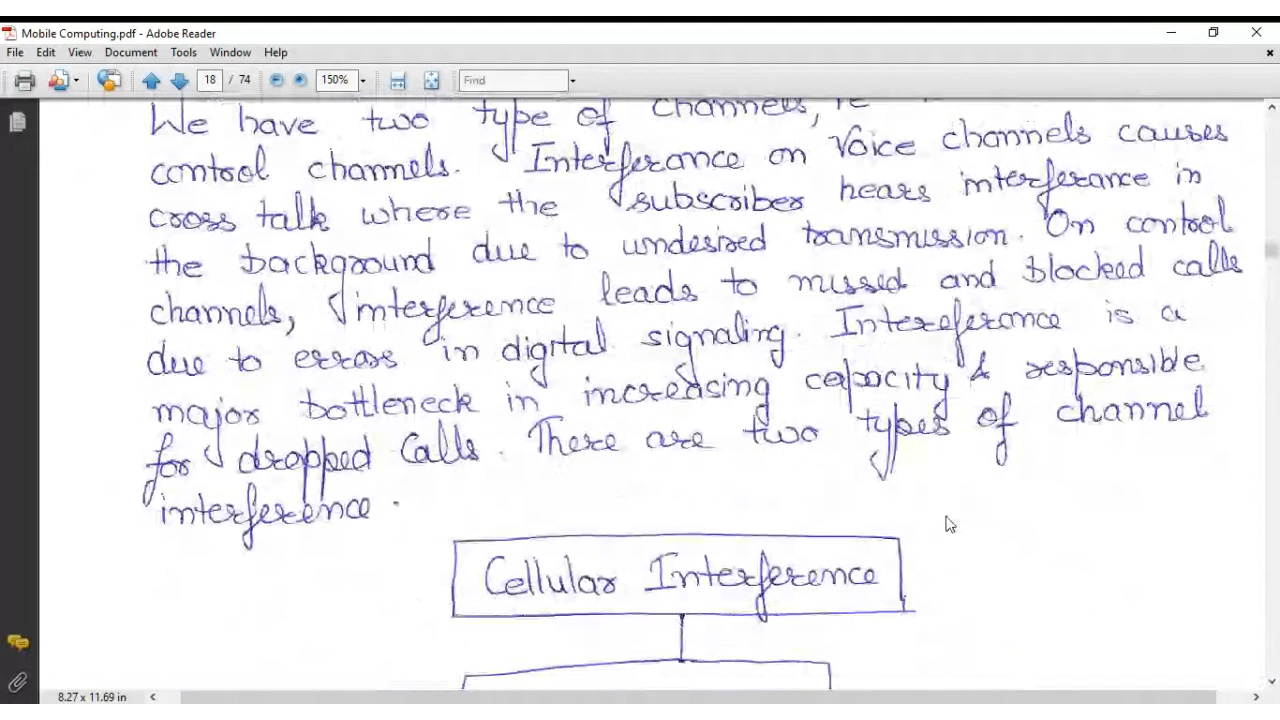 Mobile Computing.pdf - Adobe Reader
File Edit View Document Tools Window Help
18 / 74 150% Find
We have two type of channels, ie
control channels. Interferance on Voice channels causes
cross talk where the subscriber hears interferance in
the background due to undesired transmission. On control
channels, interference leads to missed and blocked calls
due to errors in digital signaling. Intereferance is a
major bottleneck in increasing capacity & responsible
for dropped Calls. There are two types of channel
interference.
Cellular Interference
8.27 x 11.69 in